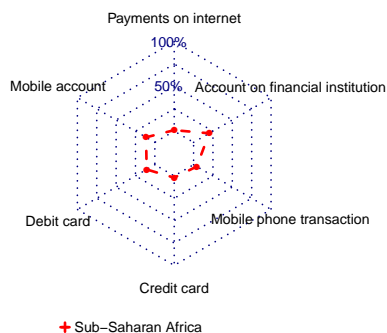 Payments on internet
100%
Mobile account
50%
Account on financial institution
Debit card
Mobile phone transaction
Credit card
Sub−Saharan Africa